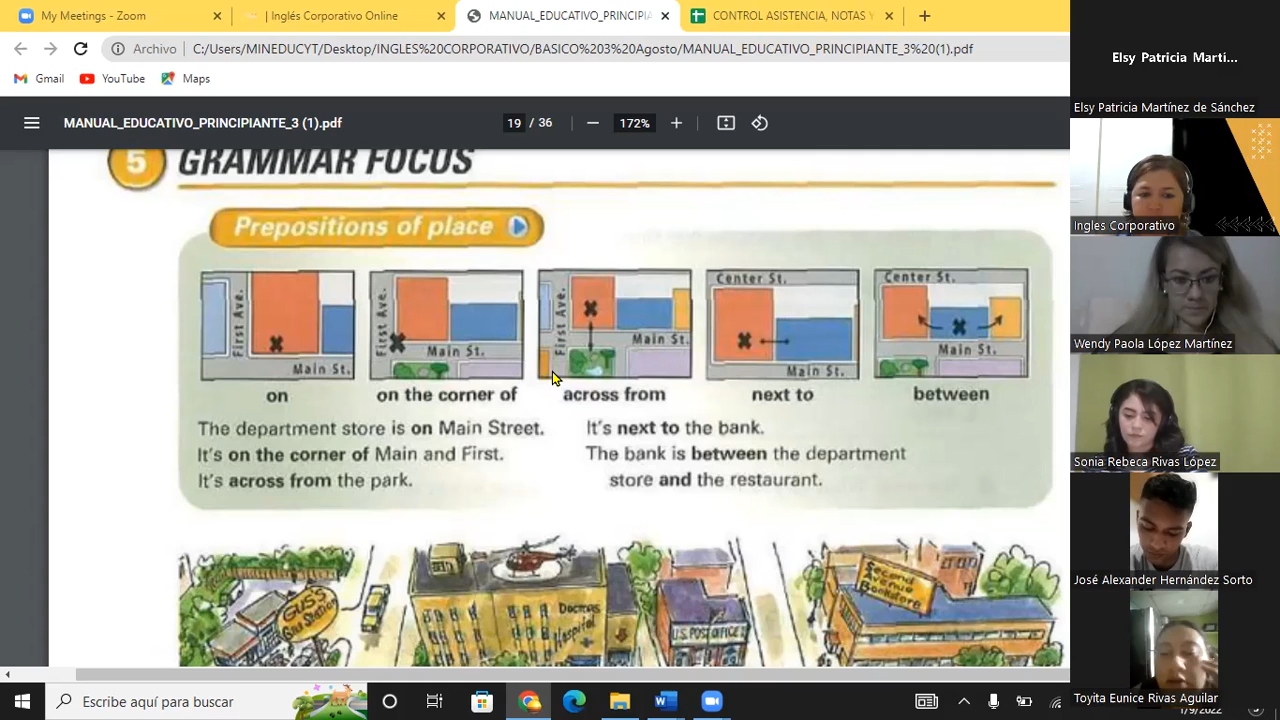 My Meetings - Zoom
| Inglés Corporativo Online
MANUAL_EDUCATIVO_PRINCIPIA
CONTROL ASISTENCIA, NOTAS Y
Archivo
C:/Users/MINEDUCYT/Desktop/INGLES%20CORPORATIVO/BASICO%203%20Agosto/MANUAL_EDUCATIVO_PRINCIPIANTE_3%20(1).pdf
Gmail
YouTube
Maps
MANUAL_EDUCATIVO_PRINCIPIANTE_3 (1).pdf
19 / 36
172%
5 GRAMMAR FOCUS
Prepositions of place
First Ave.
Main St.
First Ave.
Main St.
First Ave.
Main St.
Center St.
Main St.
Center St.
Main St.
on
on the corner of
across from
next to
between
The department store is on Main Street.
It's on the corner of Main and First.
It's across from the park.
It's next to the bank.
The bank is between the department
store and the restaurant.
GUS'S
Gas Station
Doctors
Hospital
U.S. POST OFFICE
Second
Avenue
Bookstore
Elsy Patricia Martí...
Elsy Patricia Martínez de Sánchez
Ingles Corporativo
Wendy Paola López Martínez
Sonia Rebeca Rivas López
José Alexander Hernández Sorto
Toyita Eunice Rivas Aguilar
Escribe aquí para buscar
1/9/2022